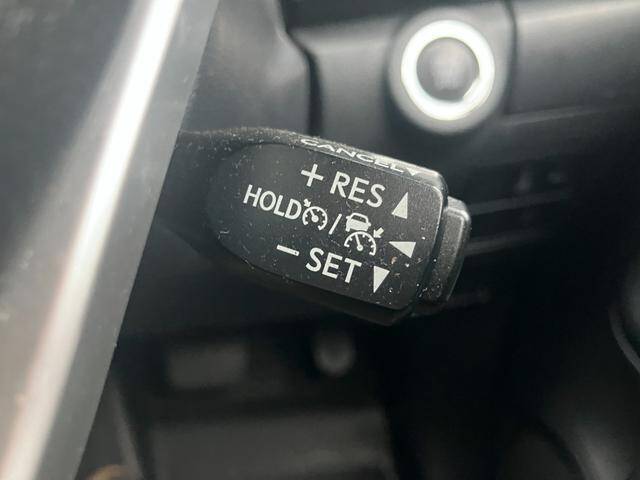 CANCEL
+ RES
HOLD /
- SET